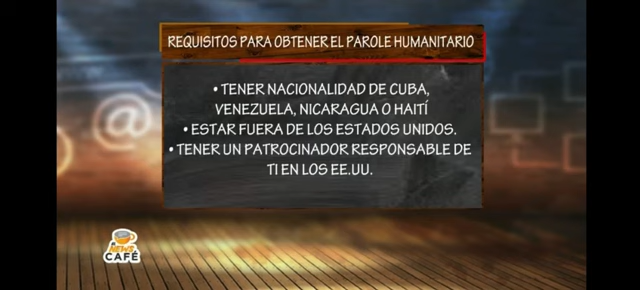 REQUISITOS PARA OBTENER EL PAROLE HUMANITARIO
• TENER NACIONALIDAD DE CUBA,
VENEZUELA, NICARAGUA O HAITÍ
• ESTAR FUERA DE LOS ESTADOS UNIDOS.
• TENER UN PATROCINADOR RESPONSABLE DE
TI EN LOS EE.UU.
@
NEWS
CAFÉ